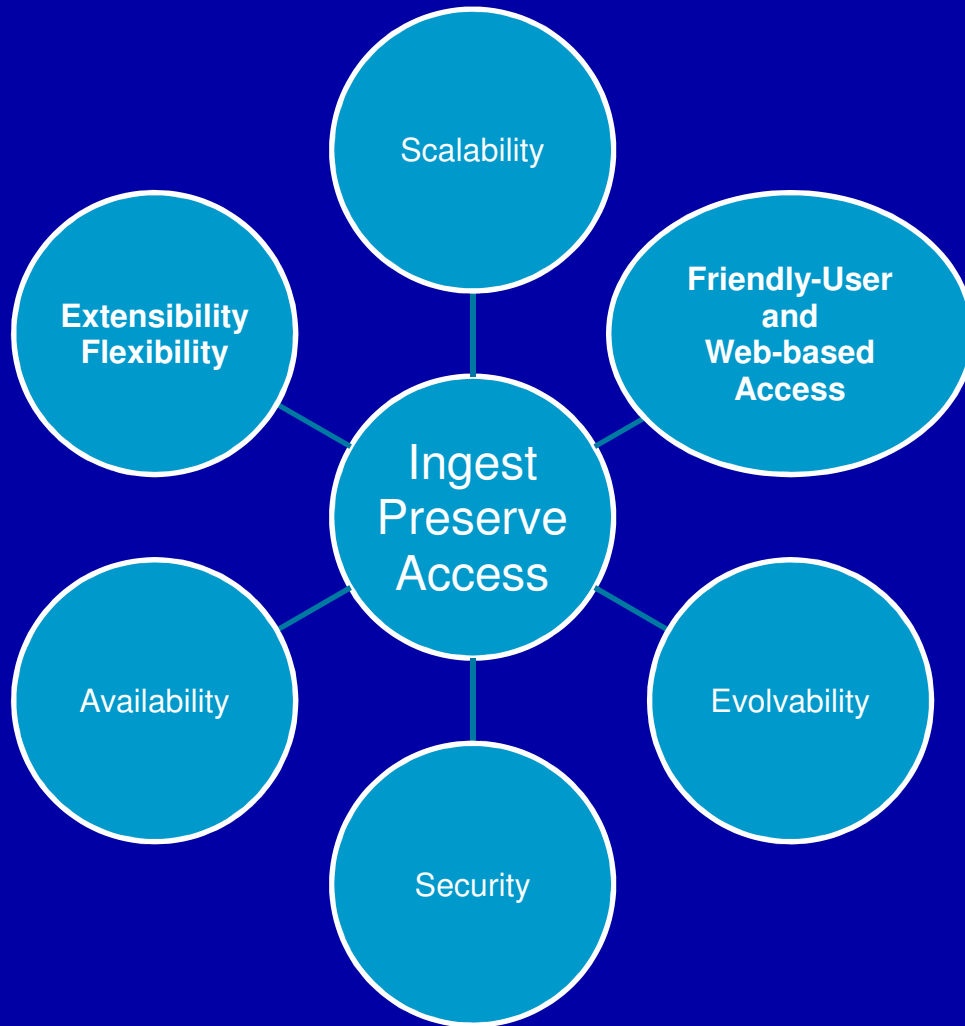 Scalability
Extensibility
Flexibility
Friendly-User
and
Web-based
Access
Ingest
Preserve
Access
Availability
Evolvability
Security